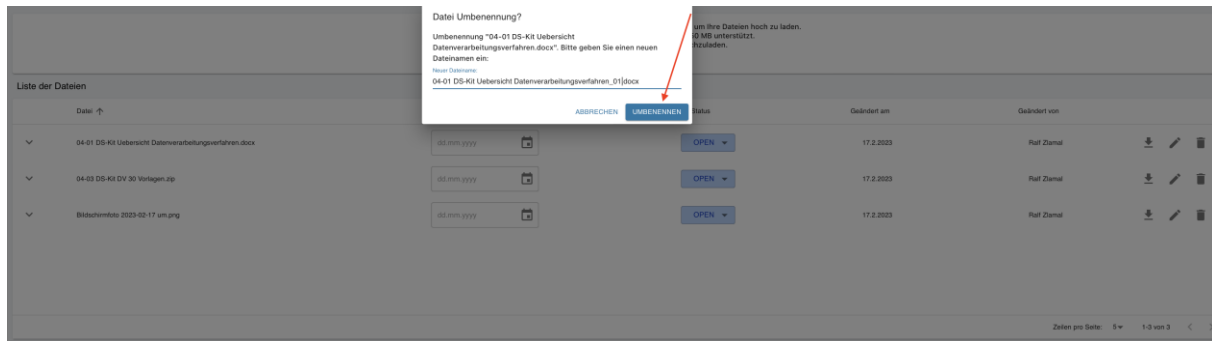 Datei Umbenennung?
um Ihre Dateien hoch zu laden.
Umbenennung "04-01 DS-Kit Uebersicht
50 MB unterstützt.
Datenverarbeitungsverfahren.docx". Bitte geben Sie einen neuen
hzuladen.
Dateinamen ein:
Neuer Dateiname:
04-01 DS-Kit Uebersicht Datenverarbeitungsverfahren_01.docx
Liste der Dateien
ABBRECHEN UMBENENNEN
Datei Status Geändert am Geändert von
04-01 DS-Kit Uebersicht Datenverarbeitungsverfahren.docx dd.mm.yyyy OPEN 17.2.2023 Ralf Zlamal
04-03 DS-Kit DV 30 Vorlagen.zip dd.mm.yyyy OPEN 17.2.2023 Ralf Zlamal
Bildschirmfoto 2023-02-17 um.png dd.mm.yyyy OPEN 17.2.2023 Ralf Zlamal
Zeilen pro Seite: 5 1-3 von 3